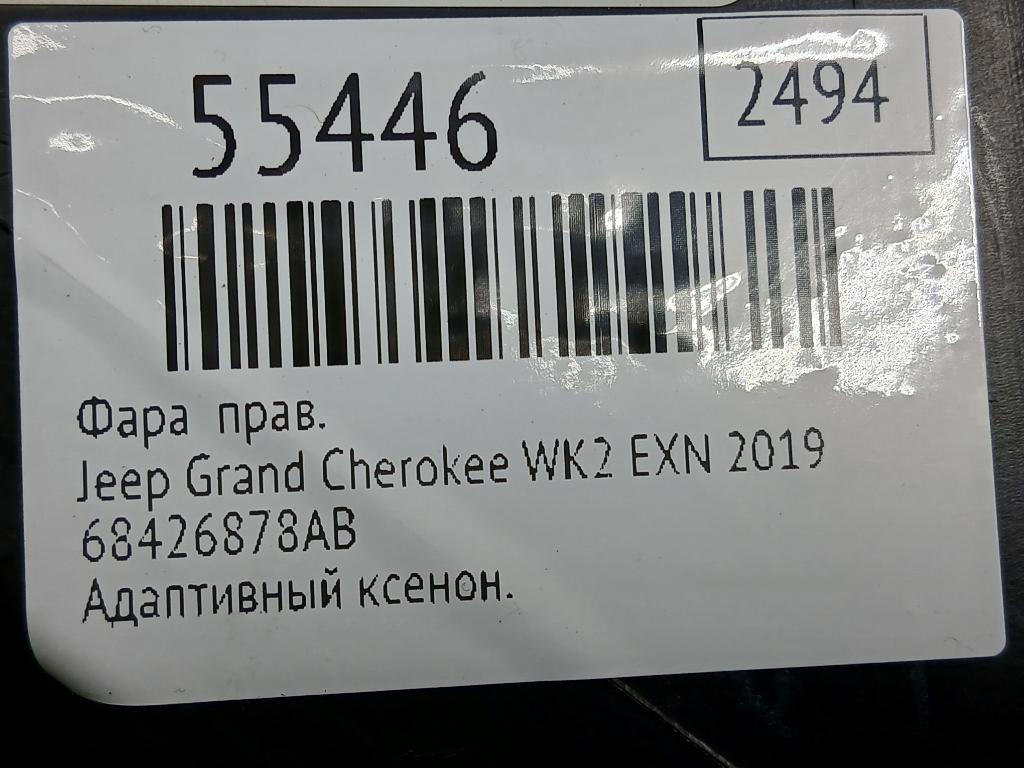 55446
2494
Фара прав.
Jeep Grand Cherokee WK2 EXN 2019
68426878AB
Адаптивный ксенон.